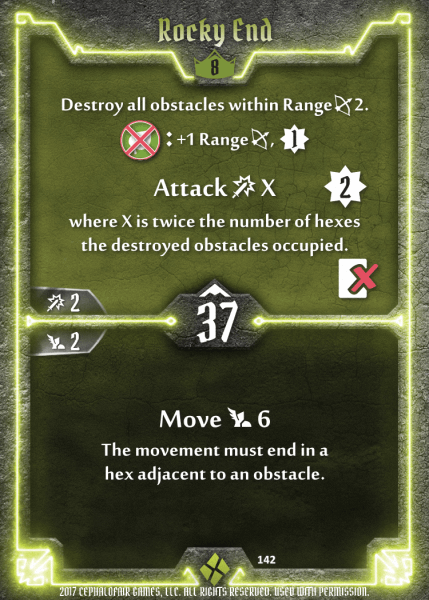 Rocky End
8
Destroy all obstacles within Range 2.
: +1 Range, 1
Attack X 2
where X is twice the number of hexes
the destroyed obstacles occupied.
2
37
2
Move 6
The movement must end in a
hex adjacent to an obstacle.
142
2017 Cephalofair Games, LLC. All rights reserved. Used with permission.